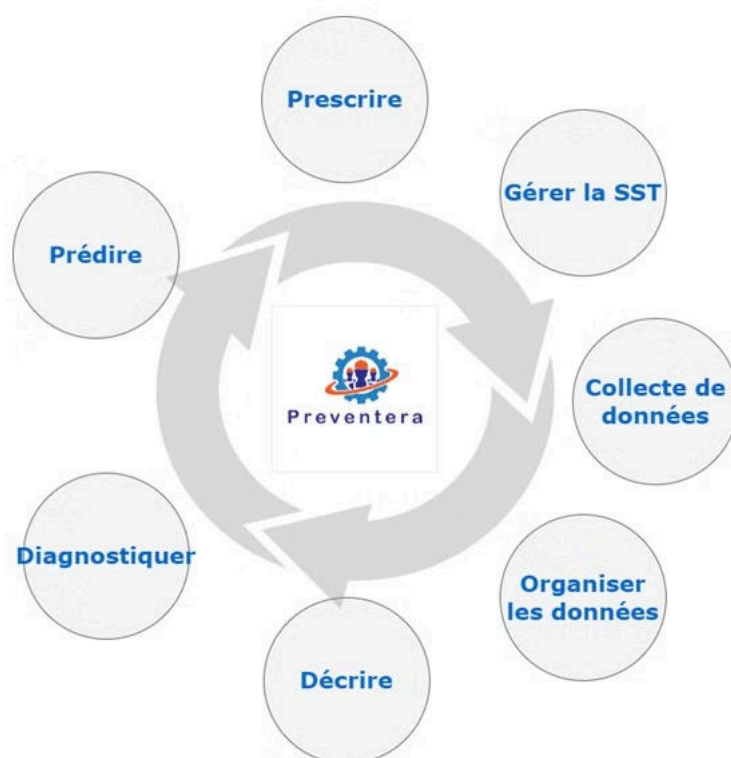 Prescrire
Gérer la SST
Prédire
Collecte de
données
Preventera
Diagnostiquer
Organiser
les données
Décrire